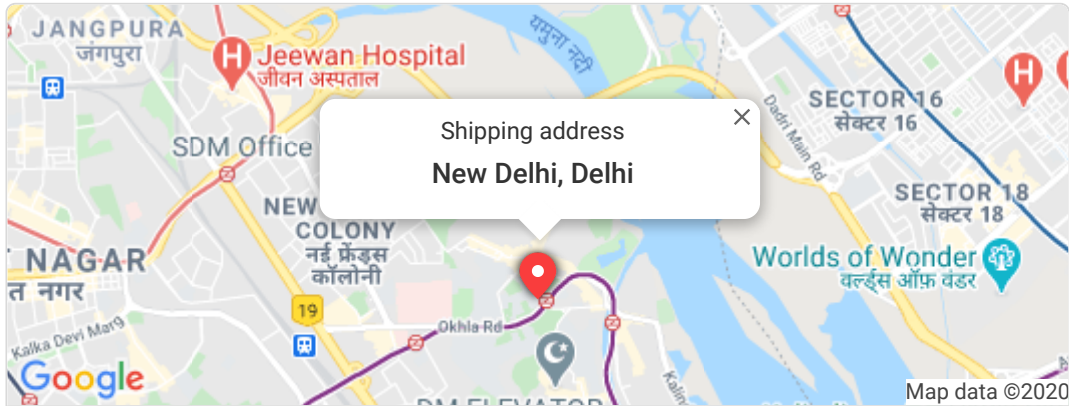 JANGPURA
जंगपुरा
Jeewan Hospital
जीवन अस्पताल
यमुना नदी
H
H
Dadri Main Rd
SECTOR 16
सेक्टर 16
Shipping address
New Delhi, Delhi
SDM Office
SECTOR 18
सेक्टर 18
NEW
COLONY
नई फ्रेंड्स
कॉलोनी
NAGAR
त नगर
Worlds of Wonder
वर्ल्ड्स ऑफ़ वंडर
19
Okhla Rd
Kalka Devi Marg
Google
Map data ©2020